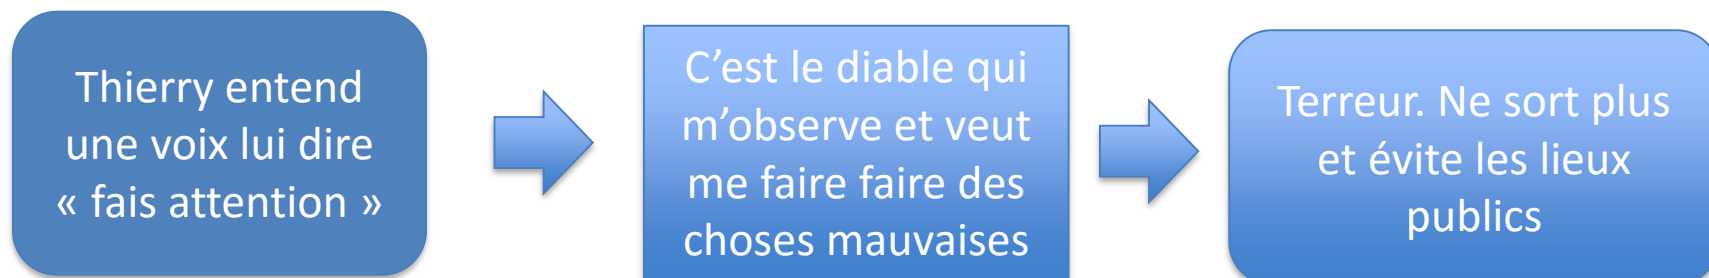 Thierry entend
une voix lui dire
« fais attention »
C’est le diable qui
m’observe et veut
me faire faire des
choses mauvaises
Terreur. Ne sort plus
et évite les lieux
publics